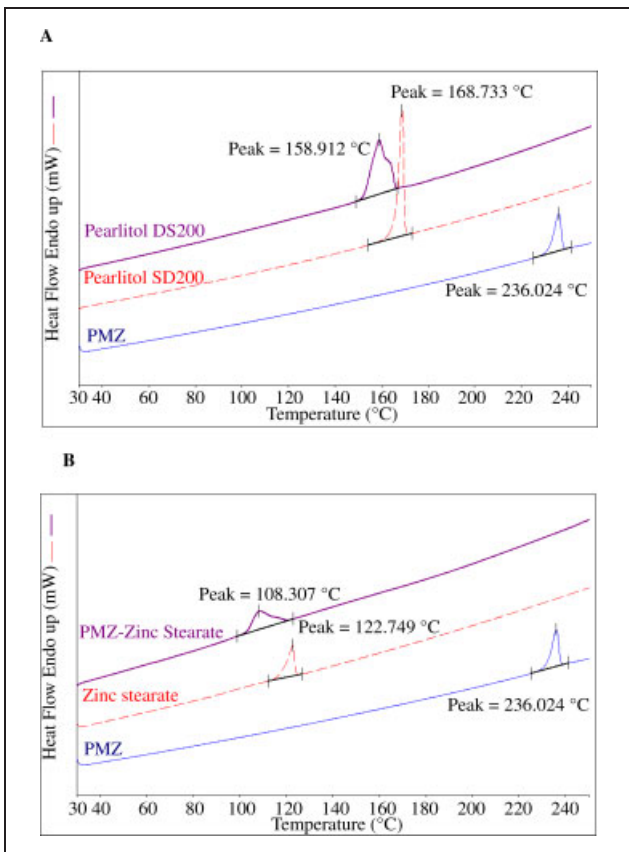 A
Peak = 168.733 °C
Peak = 158.912 °C
Heat Flow Endo up (mW)
Pearlitol DS200
Pearlitol SD200
Peak = 236.024 °C
PMZ
30 40 60 80 100 120 140 160 180 200 220 240
Temperature (°C)
B
Heat Flow Endo up (mW)
Peak = 108.307 °C
PMZ-Zinc Stearate
Peak = 122.749 °C
Zinc stearate
Peak = 236.024 °C
PMZ
30 40 60 80 100 120 140 160 180 200 220 240
Temperature (°C)